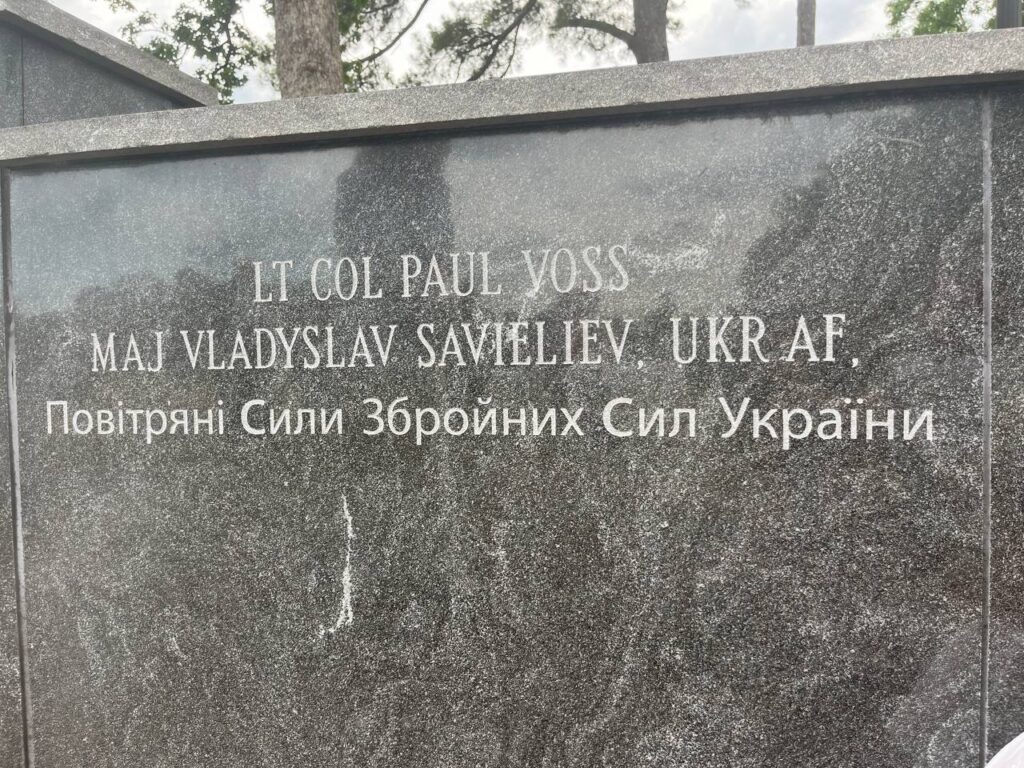 LT COL PAUL VOSS
MAJ VLADYSLAV SAVIELIEV, UKR AF,
Повітряні Сили Збройних Сил України